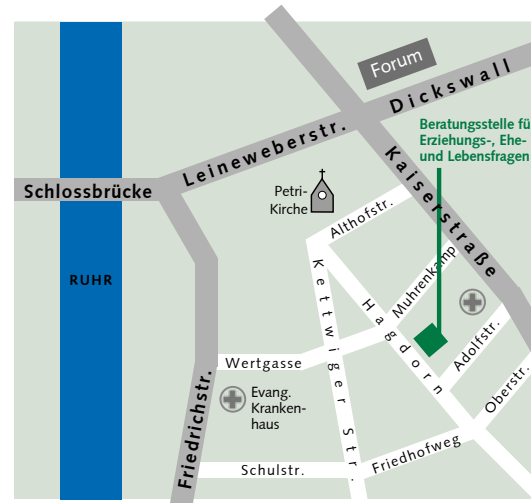 Forum
Dickswall
Leineweberstr.
Beratungsstelle fü
Erziehungs-, Ehe-
und Lebensfragen
Kaiserstraße
Schlossbrücke
Petri-
Kirche
Althofstr.
Muhrenkamp
RUHR
Kettwiger Str.
Hagdorn
Adolfstr.
Wertgasse
Oberstr.
Evang.
Kranken-
haus
Friedrichstr.
Schulstr.
Friedhofweg